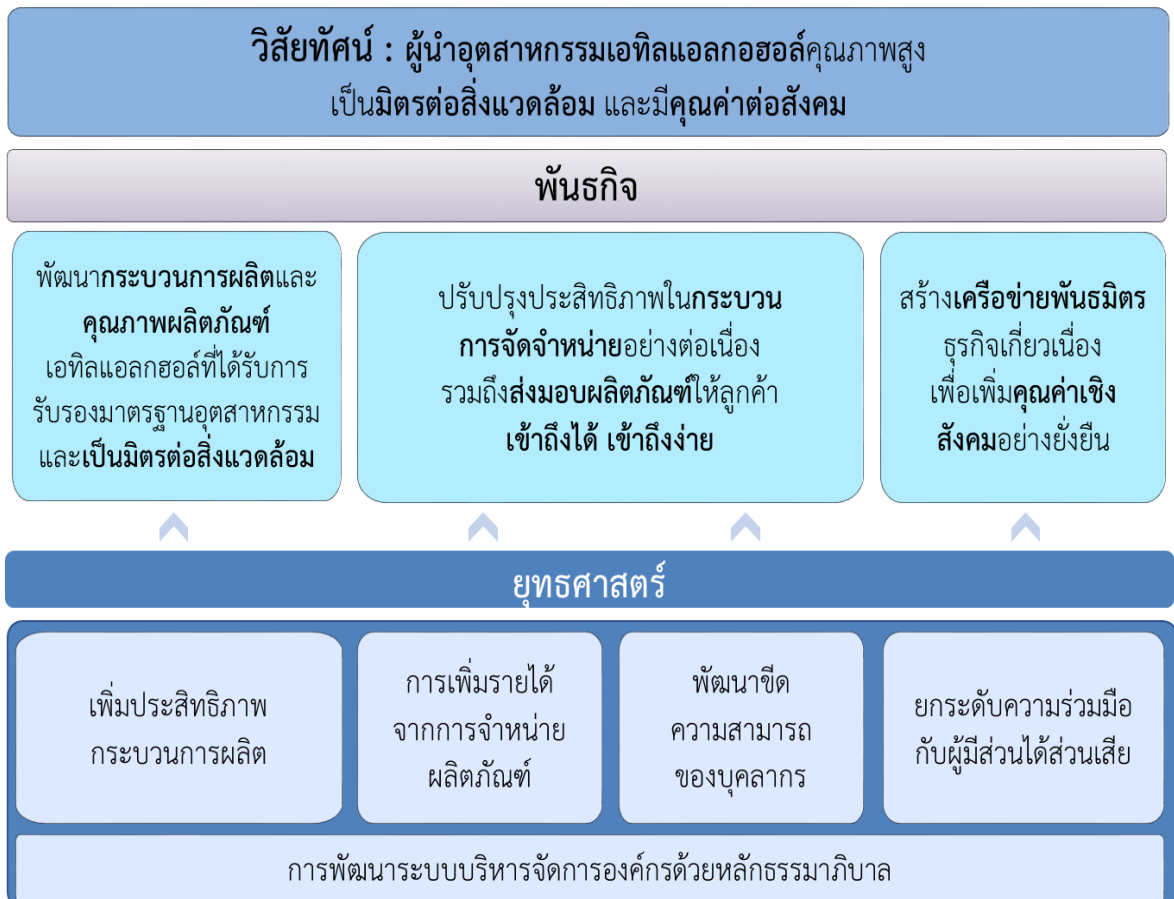 วิสัยทัศน์ : ผู้นำอุตสาหกรรมเอทิลแอลกอฮอล์คุณภาพสูง
เป็นมิตรต่อสิ่งแวดล้อม และมีคุณค่าต่อสังคม
พันธกิจ
พัฒนากระบวนการผลิตและ
คุณภาพผลิตภัณฑ์
เอทิลแอลกฮอล์ที่ได้รับการ
รับรองมาตรฐานอุตสาหกรรม
และเป็นมิตรต่อสิ่งแวดล้อม
ปรับปรุงประสิทธิภาพในกระบวน
การจัดจำหน่ายอย่างต่อเนื่อง
รวมถึงส่งมอบผลิตภัณฑ์ให้ลูกค้า
เข้าถึงได้ เข้าถึงง่าย
สร้างเครือข่ายพันธมิตร
ธุรกิจเกี่ยวเนื่อง
เพื่อเพิ่มคุณค่าเชิง
สังคมอย่างยั่งยืน
ยุทธศาสตร์
เพิ่มประสิทธิภาพ
กระบวนการผลิต
การเพิ่มรายได้
จากการจำหน่าย
ผลิตภัณฑ์
พัฒนาขีด
ความสามารถ
ของบุคลากร
ยกระดับความร่วมมือ
กับผู้มีส่วนได้ส่วนเสีย
การพัฒนาระบบบริหารจัดการองค์กรด้วยหลักธรรมาภิบาล